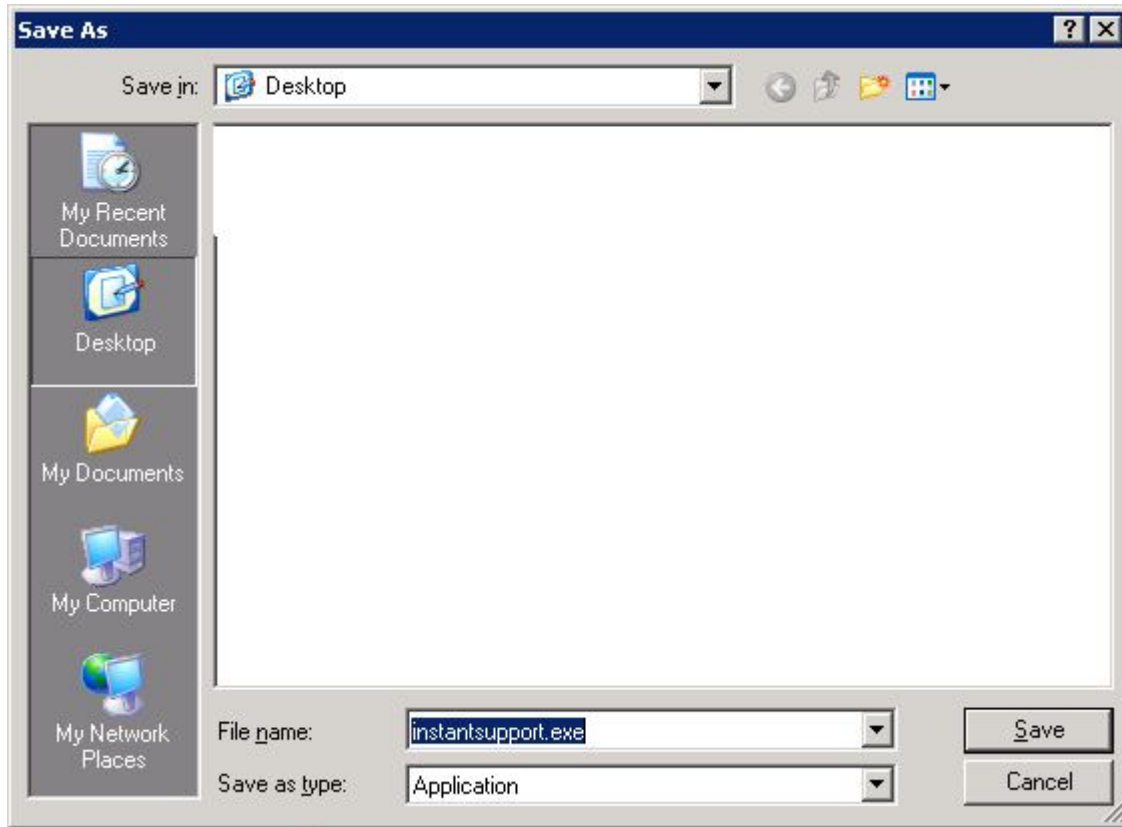 Save As
Save in: Desktop
My Recent
Documents
Desktop
My Documents
My Computer
My Network
Places
File name: instantsupport.exe Save
Save as type: Application Cancel